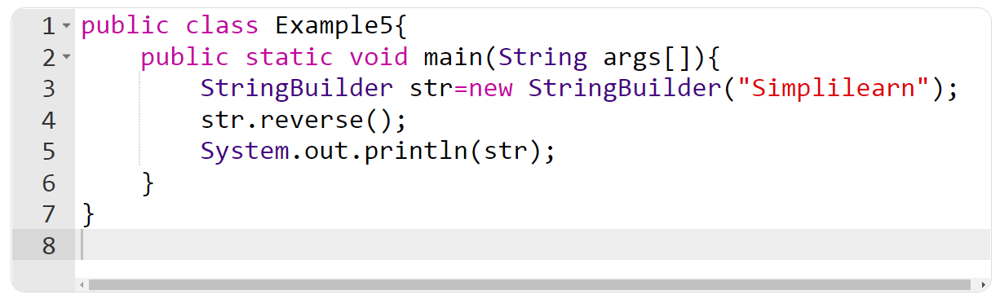 1 public class Example5{
2 public static void main(String args[]){
3 StringBuilder str=new StringBuilder("Simplilearn");
4 str.reverse();
5 System.out.println(str);
6 }
7 }
8